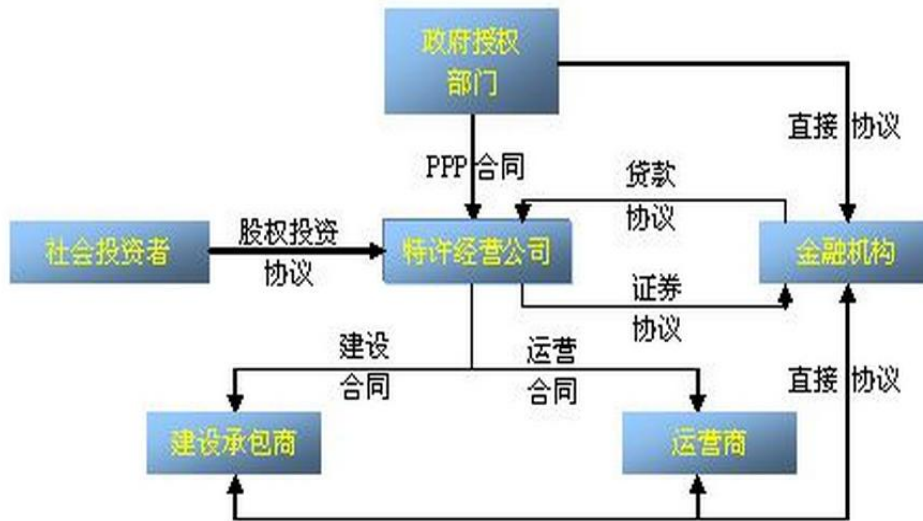 政府授权
部门
直接 协议
PPP 合同
贷款
协议
社会投资者
股权投资
协议
特许经营公司
金融机构
证券
协议
建设
合同
运营
合同
直接 协议
建设承包商
运营商